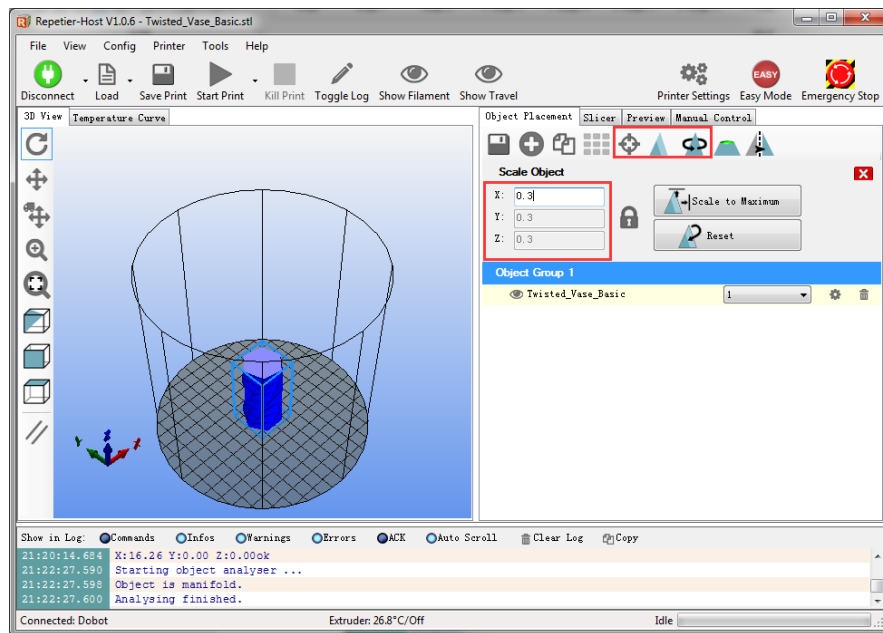 Repetier-Host V1.0.6 - Twisted_Vase_Basic.stl
File View Config Printer Tools Help
EASY
Disconnect Load Save Print Start Print Kill Print Toggle Log Show Filament Show Travel Printer Settings Easy Mode Emergency Stop
3D View Temperature Curve
Object Placement Slicer Preview Manual Control
Scale Object
X: 0.3
Y: 0.3
Z: 0.3
Scale to Maximum
Reset
Object Group 1
Twisted_Vase_Basic 1
Y Z X
Show in Log: Commands Infos Warnings Errors ACK Auto Scroll Clear Log Copy
21:20:14.684 X:16.26 Y:0.00 Z:0.00ok
21:22:27.590 Starting object analyser ...
21:22:27.598 Object is manifold.
21:22:27.600 Analysing finished.
Connected: Dobot Extruder: 26.8°C/Off Idle